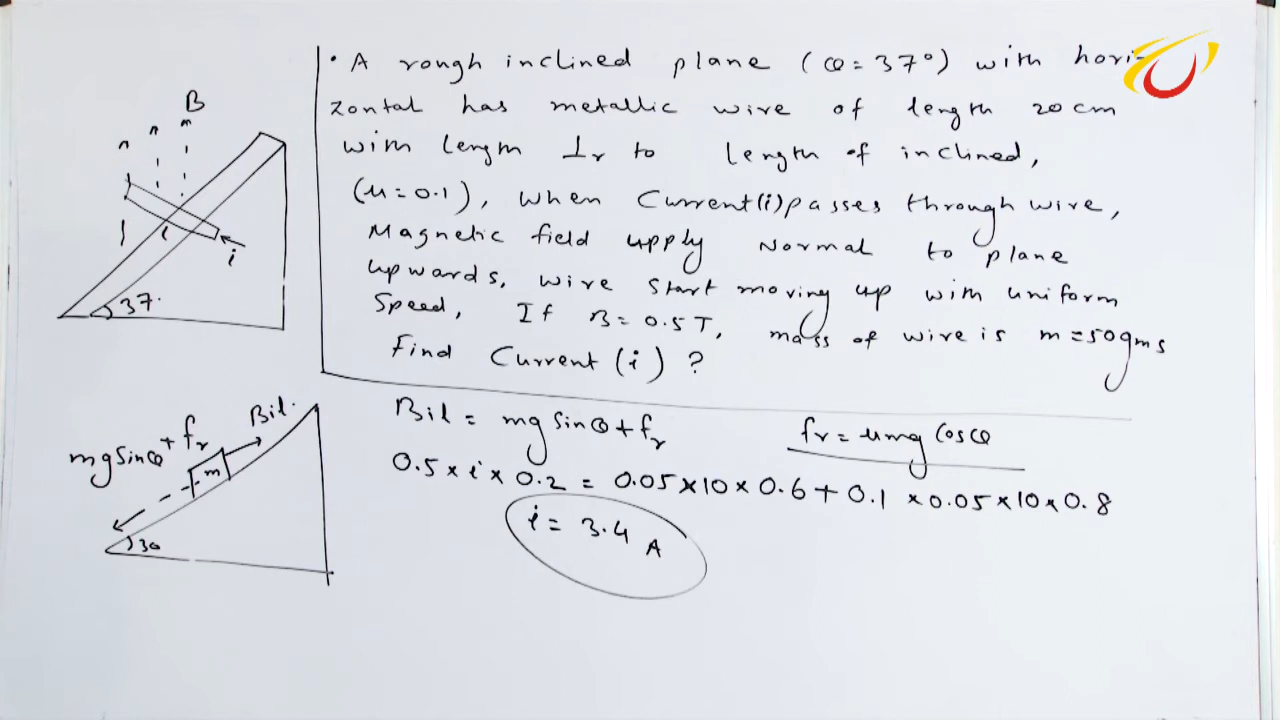 • A rough inclined plane (θ = 37°) with hori-
zontal has metallic wire of length 20 cm
with length ⊥r to length of inclined,
(μ = 0.1), when current(i) passes through wire,
Magnetic field apply Normal to plane
upwards, wire start moving up with uniform
Speed, If B = 0.5 T, mass of wire is m = 50 gms
Find Current (i) ?
B
i
37°
Bil = mg sinθ + fr
fr = μmg cosθ
0.5 × i × 0.2 = 0.05 × 10 × 0.6 + 0.1 × 0.05 × 10 × 0.8
i = 3.4 A
Bil
mg sinθ + fr
m